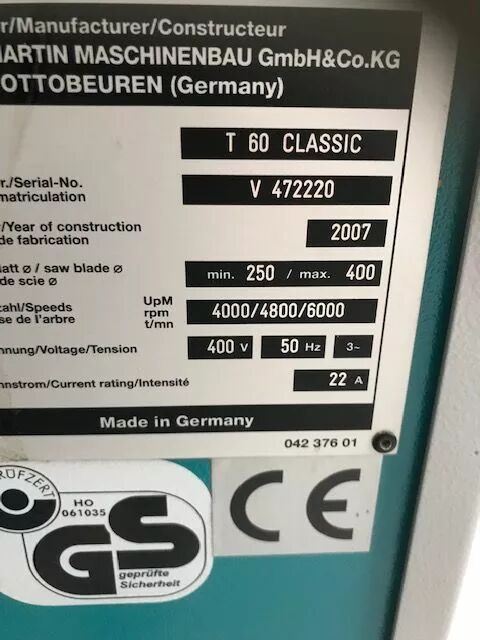 r/Manufacturer/Constructeur
MARTIN MASCHINENBAU GmbH&Co.KG
OTTOBEUREN (Germany)
T 60 CLASSIC
r./Serial-No.
matriculation
V 472220
/Year of construction
de fabrication
2007
latt ø / saw blade ø
de scie ø
min. 250 / max. 400
zahl/Speeds
se de l'arbre
UpM
rpm
t/mn
4000/4800/6000
nnung/Voltage/Tension
400 V 50 Hz 3~
nnstrom/Current rating/Intensité
22 A
Made in Germany
042 376 01
RÜFZERT
HO
061035
GS
geprüfte
Sicherheit
CE